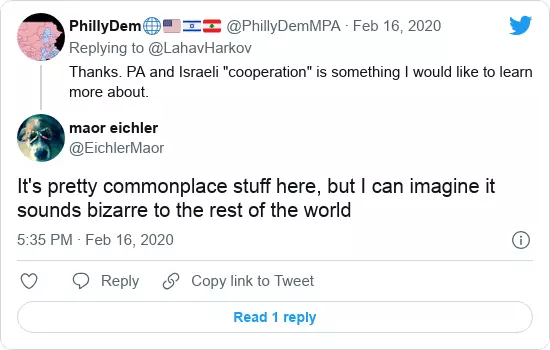 PhillyDem🌐🇺🇸🇮🇱🇱🇧 @PhillyDemMPA · Feb 16, 2020
Replying to @LahavHarkov
Thanks. PA and Israeli "cooperation" is something I would like to learn
more about.
maor eichler
@EichlerMaor
It's pretty commonplace stuff here, but I can imagine it
sounds bizarre to the rest of the world
5:35 PM · Feb 16, 2020
Reply Copy link to Tweet
Read 1 reply